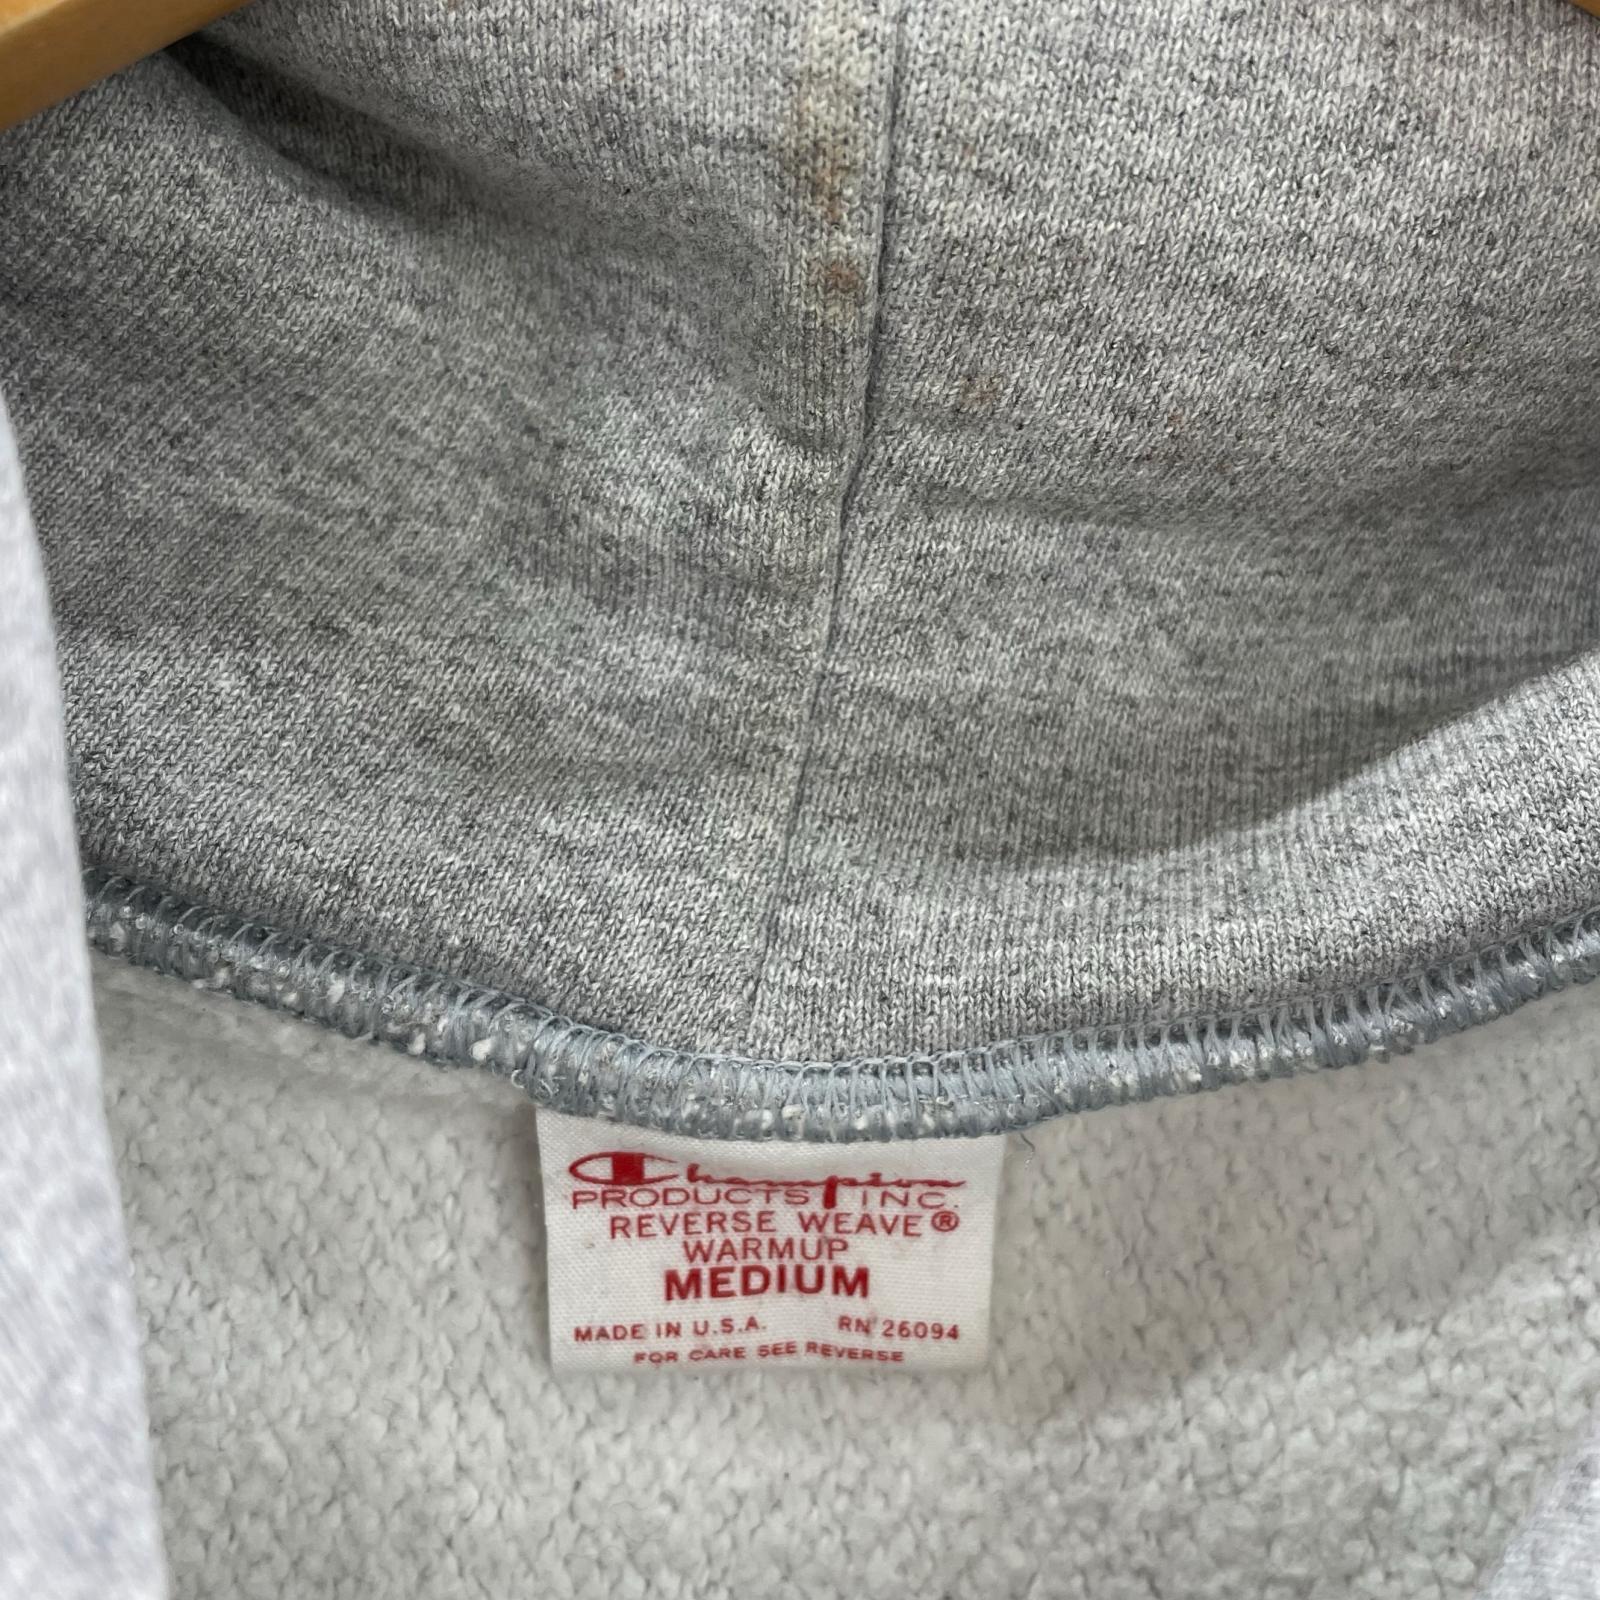 Champion
PRODUCTS INC.
REVERSE WEAVE®
WARMUP
MEDIUM
MADE IN U.S.A. RN 26094
FOR CARE SEE REVERSE